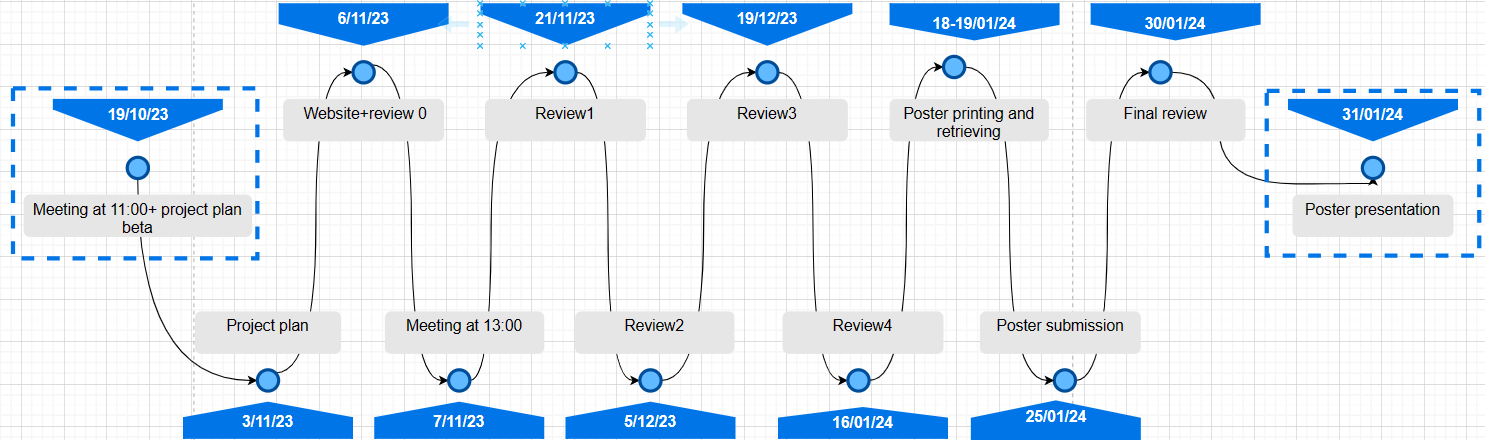 6/11/23
21/11/23
19/12/23
18-19/01/24
30/01/24
19/10/23
Website+review 0
Review1
Review3
Poster printing and
retrieving
Final review
31/01/24
Meeting at 11:00+ project plan
beta
Poster presentation
Project plan
Meeting at 13:00
Review2
Review4
Poster submission
3/11/23
7/11/23
5/12/23
16/01/24
25/01/24